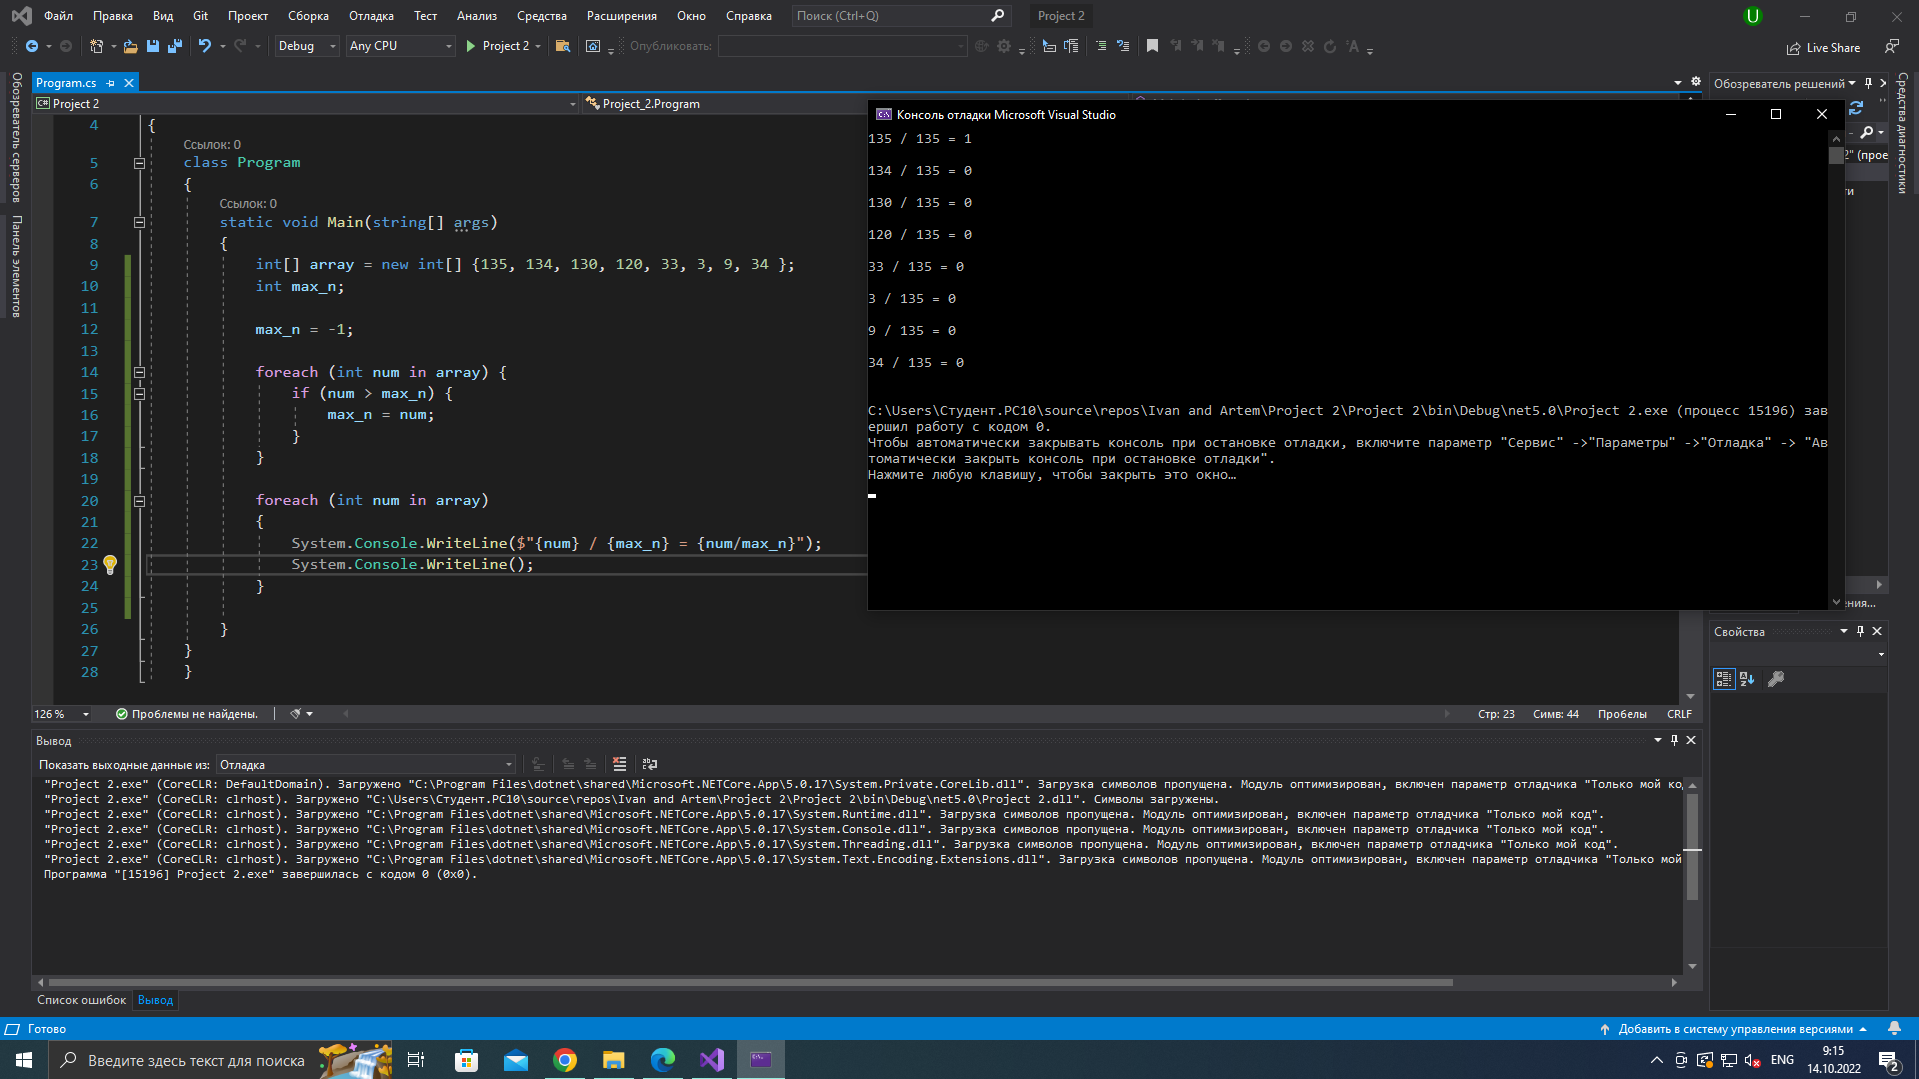 Файл Правка Вид Git Проект Сборка Отладка Тест Анализ Средства Расширения Окно Справка Поиск (Ctrl+Q) Project 2 U
Debug Any CPU Project 2 Опубликовать: Live Share
Обозреватель серверов
Панель элементов
Program.cs
Project 2 Project_2.Program
4 {
Ссылок: 0
5 class Program
6 {
Ссылок: 0
7 static void Main(string[] args)
8 {
9 int[] array = new int[] {135, 134, 130, 120, 33, 3, 9, 34 };
10 int max_n;
11
12 max_n = -1;
13
14 foreach (int num in array) {
15 if (num > max_n) {
16 max_n = num;
17 }
18 }
19
20 foreach (int num in array)
21 {
22 System.Console.WriteLine($"{num} / {max_n} = {num/max_n}");
23 System.Console.WriteLine();
24 }
25
26 }
27 }
28 }
126 % Проблемы не найдены. Стр: 23 Симв: 44 Пробелы CRLF
Консоль отладки Microsoft Visual Studio
135 / 135 = 1
134 / 135 = 0
130 / 135 = 0
120 / 135 = 0
33 / 135 = 0
3 / 135 = 0
9 / 135 = 0
34 / 135 = 0
C:\Users\Студент.PC10\source\repos\Ivan and Artem\Project 2\Project 2\bin\Debug\net5.0\Project 2.exe (процесс 15196) зав
ершил работу с кодом 0.
Чтобы автоматически закрывать консоль при остановке отладки, включите параметр "Сервис" ->"Параметры" ->"Отладка" -> "Ав
томатически закрыть консоль при остановке отладки".
Нажмите любую клавишу, чтобы закрыть это окно…
Обозреватель решений
2" (прое
ти
ния...
Средства диагностики
Свойства
Вывод
Показать выходные данные из: Отладка
"Project 2.exe" (CoreCLR: DefaultDomain). Загружено "C:\Program Files\dotnet\shared\Microsoft.NETCore.App\5.0.17\System.Private.CoreLib.dll". Загрузка символов пропущена. Модуль оптимизирован, включен параметр отладчика "Только мой ко
"Project 2.exe" (CoreCLR: clrhost). Загружено "C:\Users\Студент.PC10\source\repos\Ivan and Artem\Project 2\Project 2\bin\Debug\net5.0\Project 2.dll". Символы загружены.
"Project 2.exe" (CoreCLR: clrhost). Загружено "C:\Program Files\dotnet\shared\Microsoft.NETCore.App\5.0.17\System.Runtime.dll". Загрузка символов пропущена. Модуль оптимизирован, включен параметр отладчика "Только мой код".
"Project 2.exe" (CoreCLR: clrhost). Загружено "C:\Program Files\dotnet\shared\Microsoft.NETCore.App\5.0.17\System.Console.dll". Загрузка символов пропущена. Модуль оптимизирован, включен параметр отладчика "Только мой код".
"Project 2.exe" (CoreCLR: clrhost). Загружено "C:\Program Files\dotnet\shared\Microsoft.NETCore.App\5.0.17\System.Threading.dll". Загрузка символов пропущена. Модуль оптимизирован, включен параметр отладчика "Только мой код".
"Project 2.exe" (CoreCLR: clrhost). Загружено "C:\Program Files\dotnet\shared\Microsoft.NETCore.App\5.0.17\System.Text.Encoding.Extensions.dll". Загрузка символов пропущена. Модуль оптимизирован, включен параметр отладчика "Только мой
Программа "[15196] Project 2.exe" завершилась с кодом 0 (0x0).
Список ошибок Вывод
Готово Добавить в систему управления версиями
Введите здесь текст для поиска ENG 9:15
14.10.2022 2